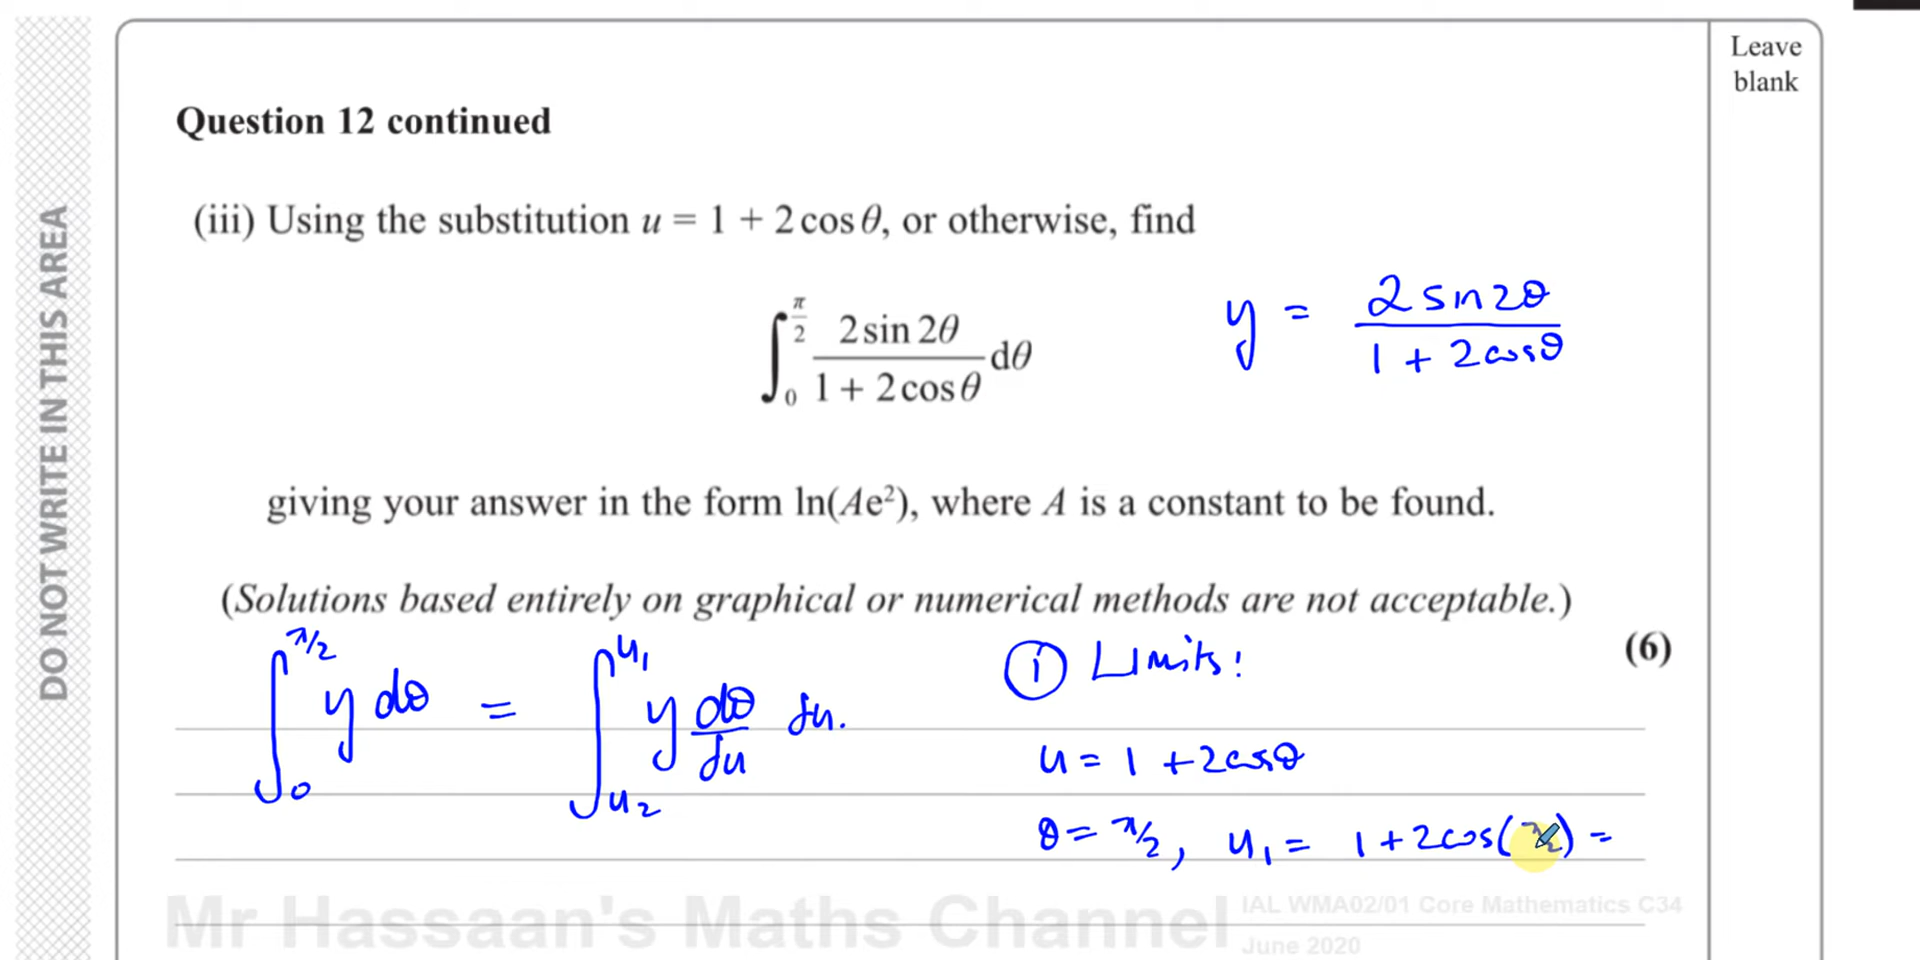 Leave
blank
DO NOT WRITE IN THIS AREA
Question 12 continued
(iii) Using the substitution u = 1 + 2 cos θ, or otherwise, find
∫₀^(π/2) (2 sin 2θ)/(1 + 2 cos θ) dθ
y = (2 sin 2θ)/(1 + 2cosθ)
giving your answer in the form ln(Ae²), where A is a constant to be found.
(Solutions based entirely on graphical or numerical methods are not acceptable.)
(6)
∫₀^(π/2) y dθ = ∫_(u₂)^(u₁) y dθ/du du.
① Limits:
u = 1 + 2cosθ
θ = π/2, u₁ = 1 + 2cos(π/2) =
Mr Hassaan's Maths Channel
IAL WMA02/01 Core Mathematics C34
June 2020